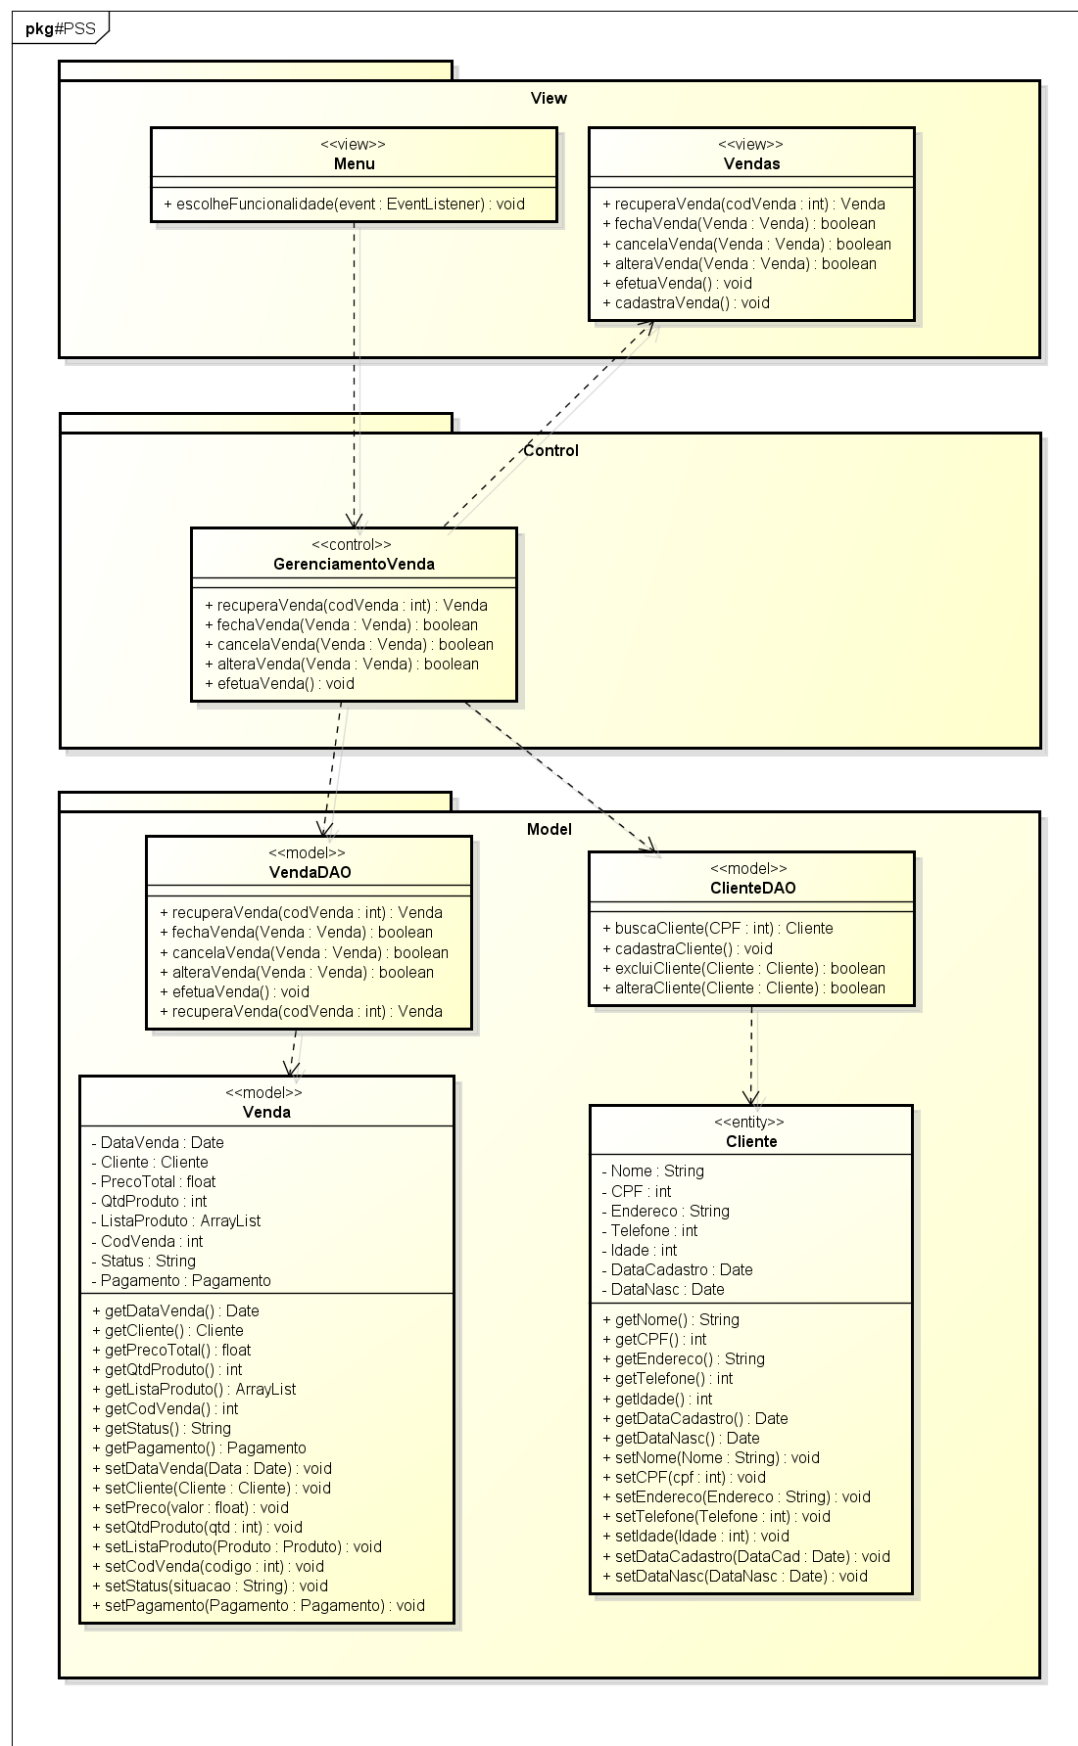 pkg#PSS
View
<<view>>
Menu
+ escolheFuncionalidade(event : EventListener) : void
<<view>>
Vendas
+ recuperaVenda(codVenda : int) : Venda
+ fechaVenda(Venda : Venda) : boolean
+ cancelaVenda(Venda : Venda) : boolean
+ alteraVenda(Venda : Venda) : boolean
+ efetuaVenda() : void
+ cadastraVenda() : void
Control
<<control>>
GerenciamentoVenda
+ recuperaVenda(codVenda : int) : Venda
+ fechaVenda(Venda : Venda) : boolean
+ cancelaVenda(Venda : Venda) : boolean
+ alteraVenda(Venda : Venda) : boolean
+ efetuaVenda() : void
Model
<<model>>
VendaDAO
+ recuperaVenda(codVenda : int) : Venda
+ fechaVenda(Venda : Venda) : boolean
+ cancelaVenda(Venda : Venda) : boolean
+ alteraVenda(Venda : Venda) : boolean
+ efetuaVenda() : void
+ recuperaVenda(codVenda : int) : Venda
<<model>>
ClienteDAO
+ buscaCliente(CPF : int) : Cliente
+ cadastraCliente() : void
+ excluiCliente(Cliente : Cliente) : boolean
+ alteraCliente(Cliente : Cliente) : boolean
<<model>>
Venda
- DataVenda : Date
- Cliente : Cliente
- PrecoTotal : float
- QtdProduto : int
- ListaProduto : ArrayList
- CodVenda : int
- Status : String
- Pagamento : Pagamento
+ getDataVenda() : Date
+ getCliente() : Cliente
+ getPrecoTotal() : float
+ getQtdProduto() : int
+ getListaProduto() : ArrayList
+ getCodVenda() : int
+ getStatus() : String
+ getPagamento() : Pagamento
+ setDataVenda(Data : Date) : void
+ setCliente(Cliente : Cliente) : void
+ setPreco(valor : float) : void
+ setQtdProduto(qtd : int) : void
+ setListaProduto(Produto : Produto) : void
+ setCodVenda(codigo : int) : void
+ setStatus(situacao : String) : void
+ setPagamento(Pagamento : Pagamento) : void
<<entity>>
Cliente
- Nome : String
- CPF : int
- Endereco : String
- Telefone : int
- Idade : int
- DataCadastro : Date
- DataNasc : Date
+ getNome() : String
+ getCPF() : int
+ getEndereco() : String
+ getTelefone() : int
+ getIdade() : int
+ getDataCadastro() : Date
+ getDataNasc() : Date
+ setNome(Nome : String) : void
+ setCPF(cpf : int) : void
+ setEndereco(Endereco : String) : void
+ setTelefone(Telefone : int) : void
+ setIdade(Idade : int) : void
+ setDataCadastro(DataCad : Date) : void
+ setDataNasc(DataNasc : Date) : void